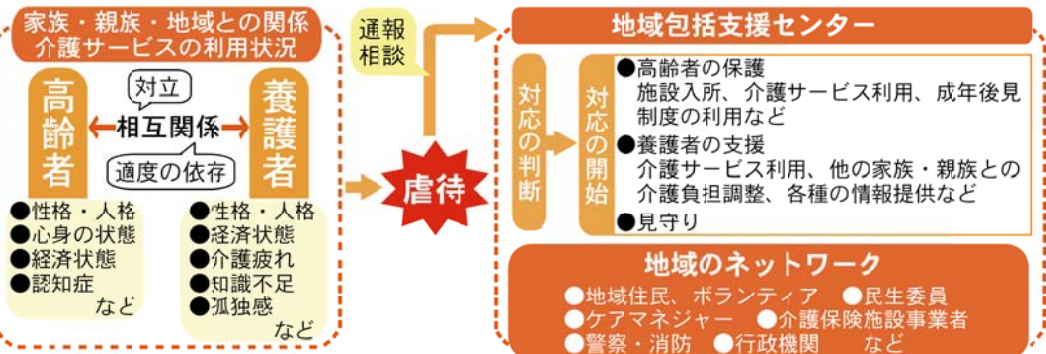 家族・親族・地域との関係
介護サービスの利用状況
高齢者
対立
相互関係
適度の依存
養護者
●性格・人格
●心身の状態
●経済状態
●認知症
など
●性格・人格
●経済状態
●介護疲れ
●知識不足
●孤独感
など
虐待
通報
相談
地域包括支援センター
対応の判断
対応の開始
●高齢者の保護
施設入所、介護サービス利用、成年後見
制度の利用など
●養護者の支援
介護サービス利用、他の家族・親族との
介護負担調整、各種の情報提供など
●見守り
地域のネットワーク
●地域住民、ボランティア ●民生委員
●ケアマネジャー ●介護保険施設事業者
●警察・消防 ●行政機関 など